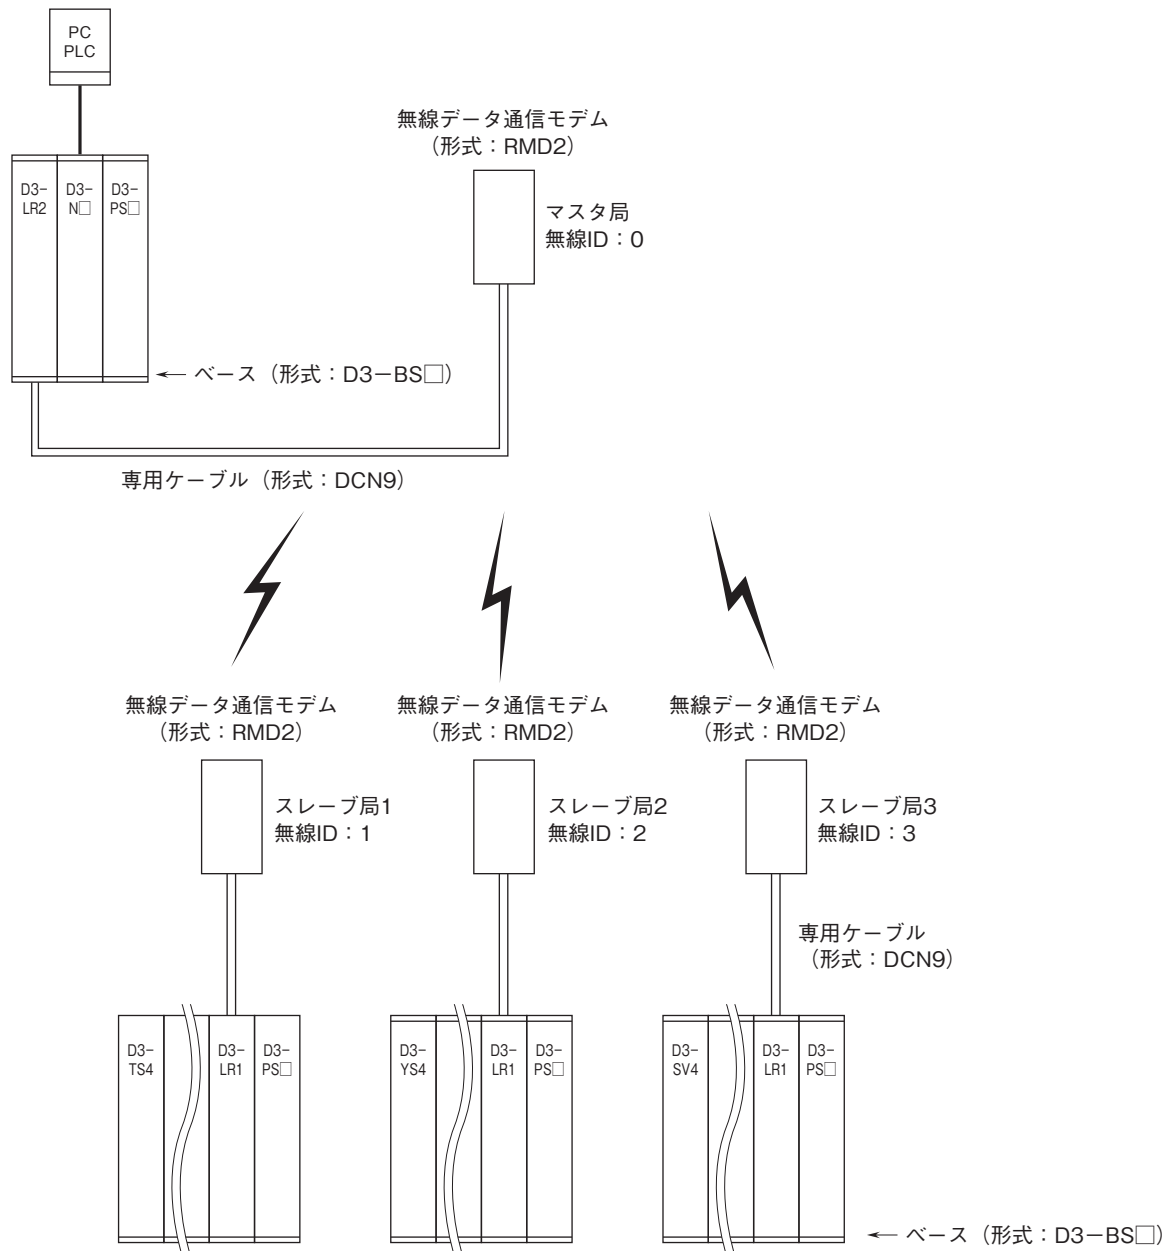 PC
PLC
無線データ通信モデム
（形式：RMD2）
D3−
LR2
D3−
N□
D3−
PS□
マスタ局
無線ID：0
ベース（形式：D3−BS□）
専用ケーブル（形式：DCN9）
無線データ通信モデム
（形式：RMD2）
無線データ通信モデム
（形式：RMD2）
無線データ通信モデム
（形式：RMD2）
スレーブ局1
無線ID：1
スレーブ局2
無線ID：2
スレーブ局3
無線ID：3
専用ケーブル
（形式：DCN9）
D3−
TS4
D3−
LR1
D3−
PS□
D3−
YS4
D3−
LR1
D3−
PS□
D3−
SV4
D3−
LR1
D3−
PS□
ベース（形式：D3−BS□）